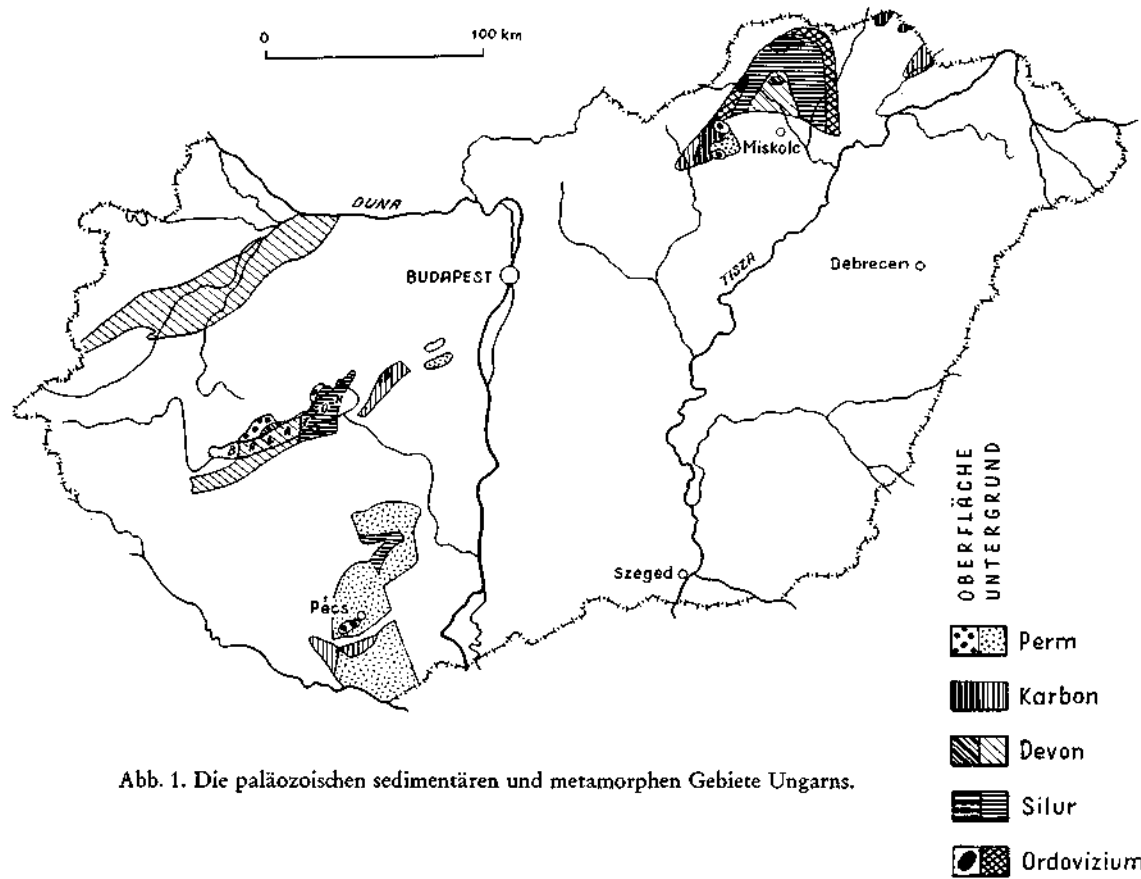 0 100 km
DUNA
BUDAPEST
Miskolc
TISZA
Debrecen
Szeged
Pécs
OBERFLÄCHE
UNTERGRUND
Perm
Karbon
Devon
Silur
Ordovizium
Abb. 1. Die paläozoischen sedimentären und metamorphen Gebiete Ungarns.